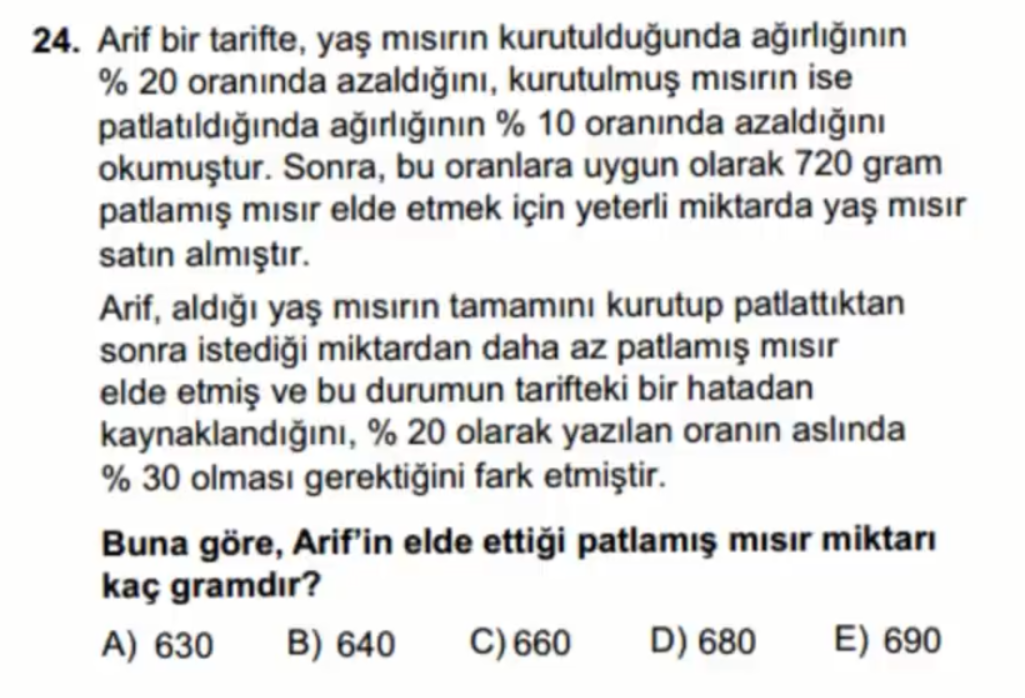 24. Arif bir tarifte, yaş mısırın kurutulduğunda ağırlığının
% 20 oranında azaldığını, kurutulmuş mısırın ise
patlatıldığında ağırlığının % 10 oranında azaldığını
okumuştur. Sonra, bu oranlara uygun olarak 720 gram
patlamış mısır elde etmek için yeterli miktarda yaş mısır
satın almıştır.
Arif, aldığı yaş mısırın tamamını kurutup patlattıktan
sonra istediği miktardan daha az patlamış mısır
elde etmiş ve bu durumun tarifteki bir hatadan
kaynaklandığını, % 20 olarak yazılan oranın aslında
% 30 olması gerektiğini fark etmiştir.
Buna göre, Arif'in elde ettiği patlamış mısır miktarı
kaç gramdır?
A) 630 B) 640 C) 660 D) 680 E) 690